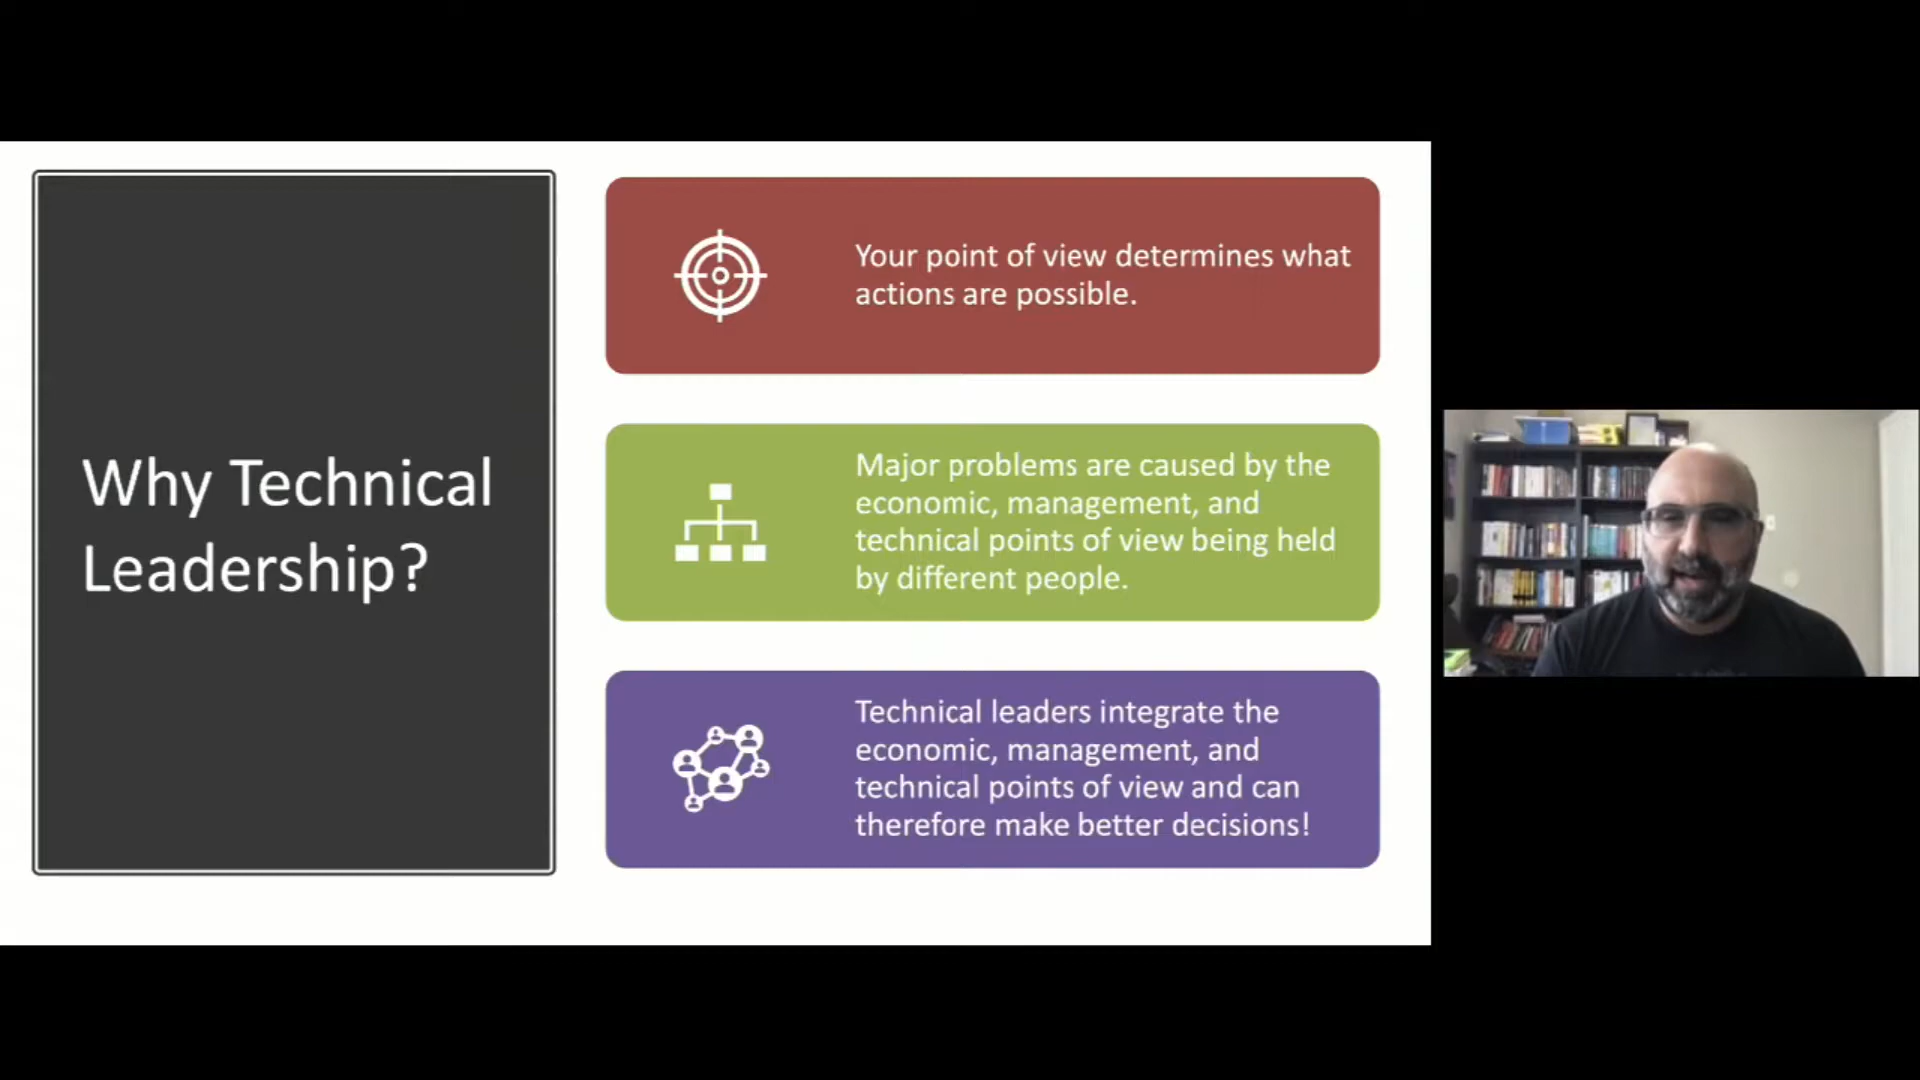 Why Technical
Leadership?
Your point of view determines what
actions are possible.
Major problems are caused by the
economic, management, and
technical points of view being held
by different people.
Technical leaders integrate the
economic, management, and
technical points of view and can
therefore make better decisions!